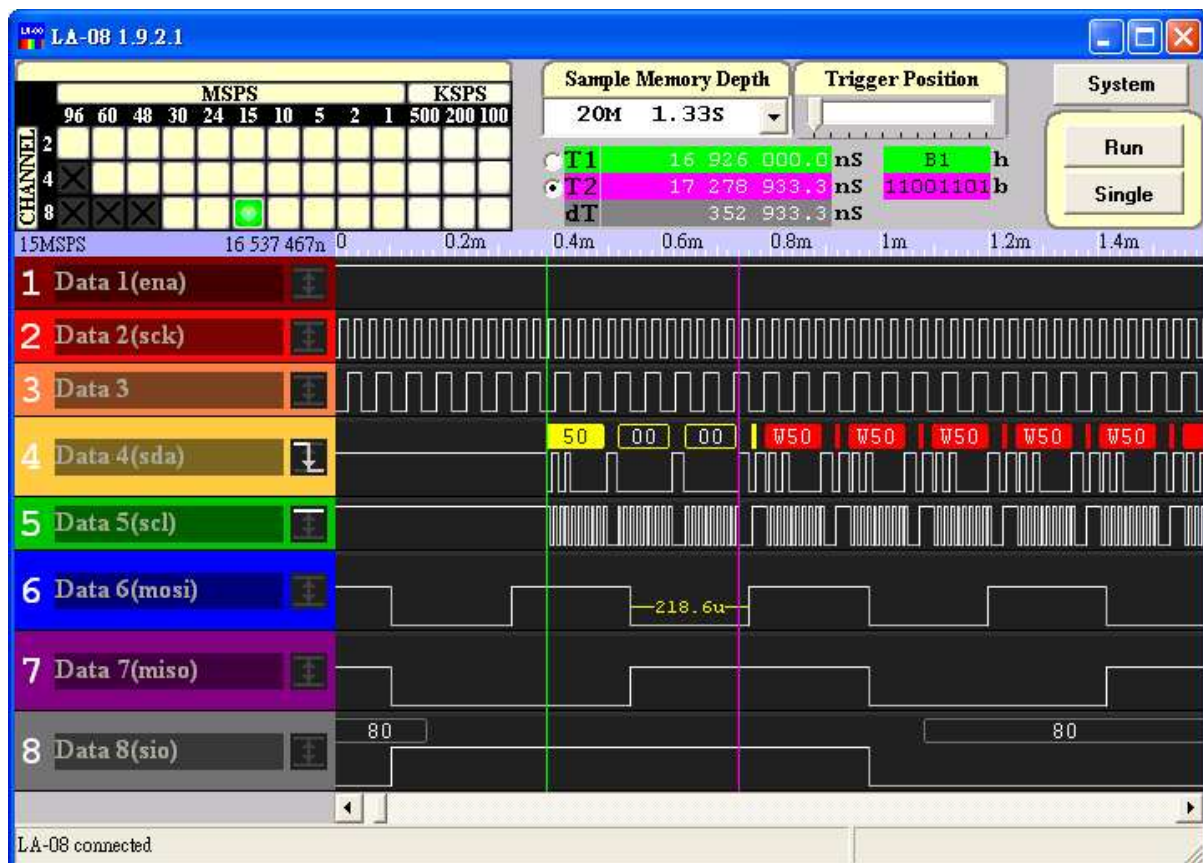 LA-08 1.9.2.1
MSPS KSPS
96 60 48 30 24 15 10 5 2 1 500 200 100
CHANNEL
2
4
8
Sample Memory Depth
20M 1.33S
Trigger Position
System
Run
Single
T1 16 926 000.0 nS B1 h
T2 17 278 933.3 nS 11001101 b
dT 352 933.3 nS
15MSPS 16 537 467n 0 0.2m 0.4m 0.6m 0.8m 1m 1.2m 1.4m
1 Data 1(ena)
2 Data 2(sck)
3 Data 3
50 00 00 W50 W50 W50 W50 W50
4 Data 4(sda)
5 Data 5(scl)
6 Data 6(mosi)
218.6u
7 Data 7(miso)
80 80
8 Data 8(sio)
LA-08 connected